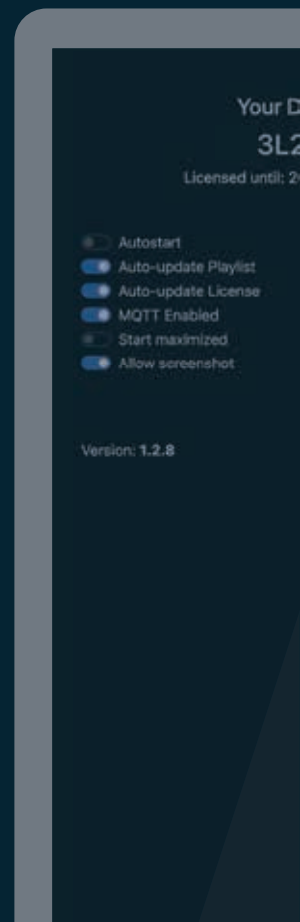 Your D
3L2
Licensed until: 2
Autostart
Auto-update Playlist
Auto-update License
MQTT Enabled
Start maximized
Allow screenshot
Version: 1.2.8